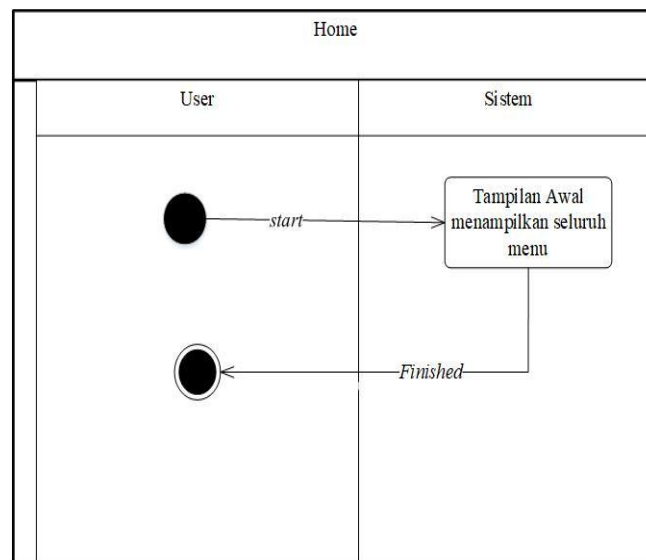 Home
User
Sistem
start
Tampilan Awal
menampilkan seluruh
menu
Finished